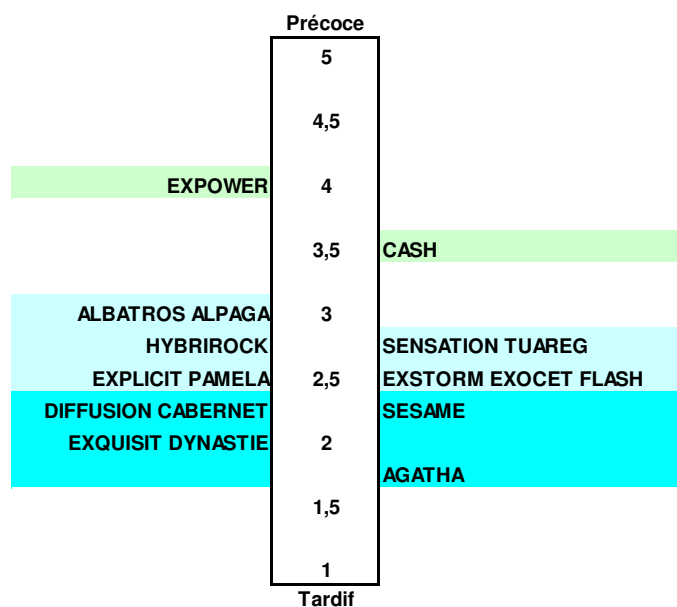 Précoce
5
4,5
EXPOWER 4
3,5 CASH
ALBATROS ALPAGA 3
HYBRIROCK SENSATION TUAREG
EXPLICIT PAMELA 2,5 EXSTORM EXOCET FLASH
DIFFUSION CABERNET SESAME
EXQUISIT DYNASTIE 2
AGATHA
1,5
1
Tardif